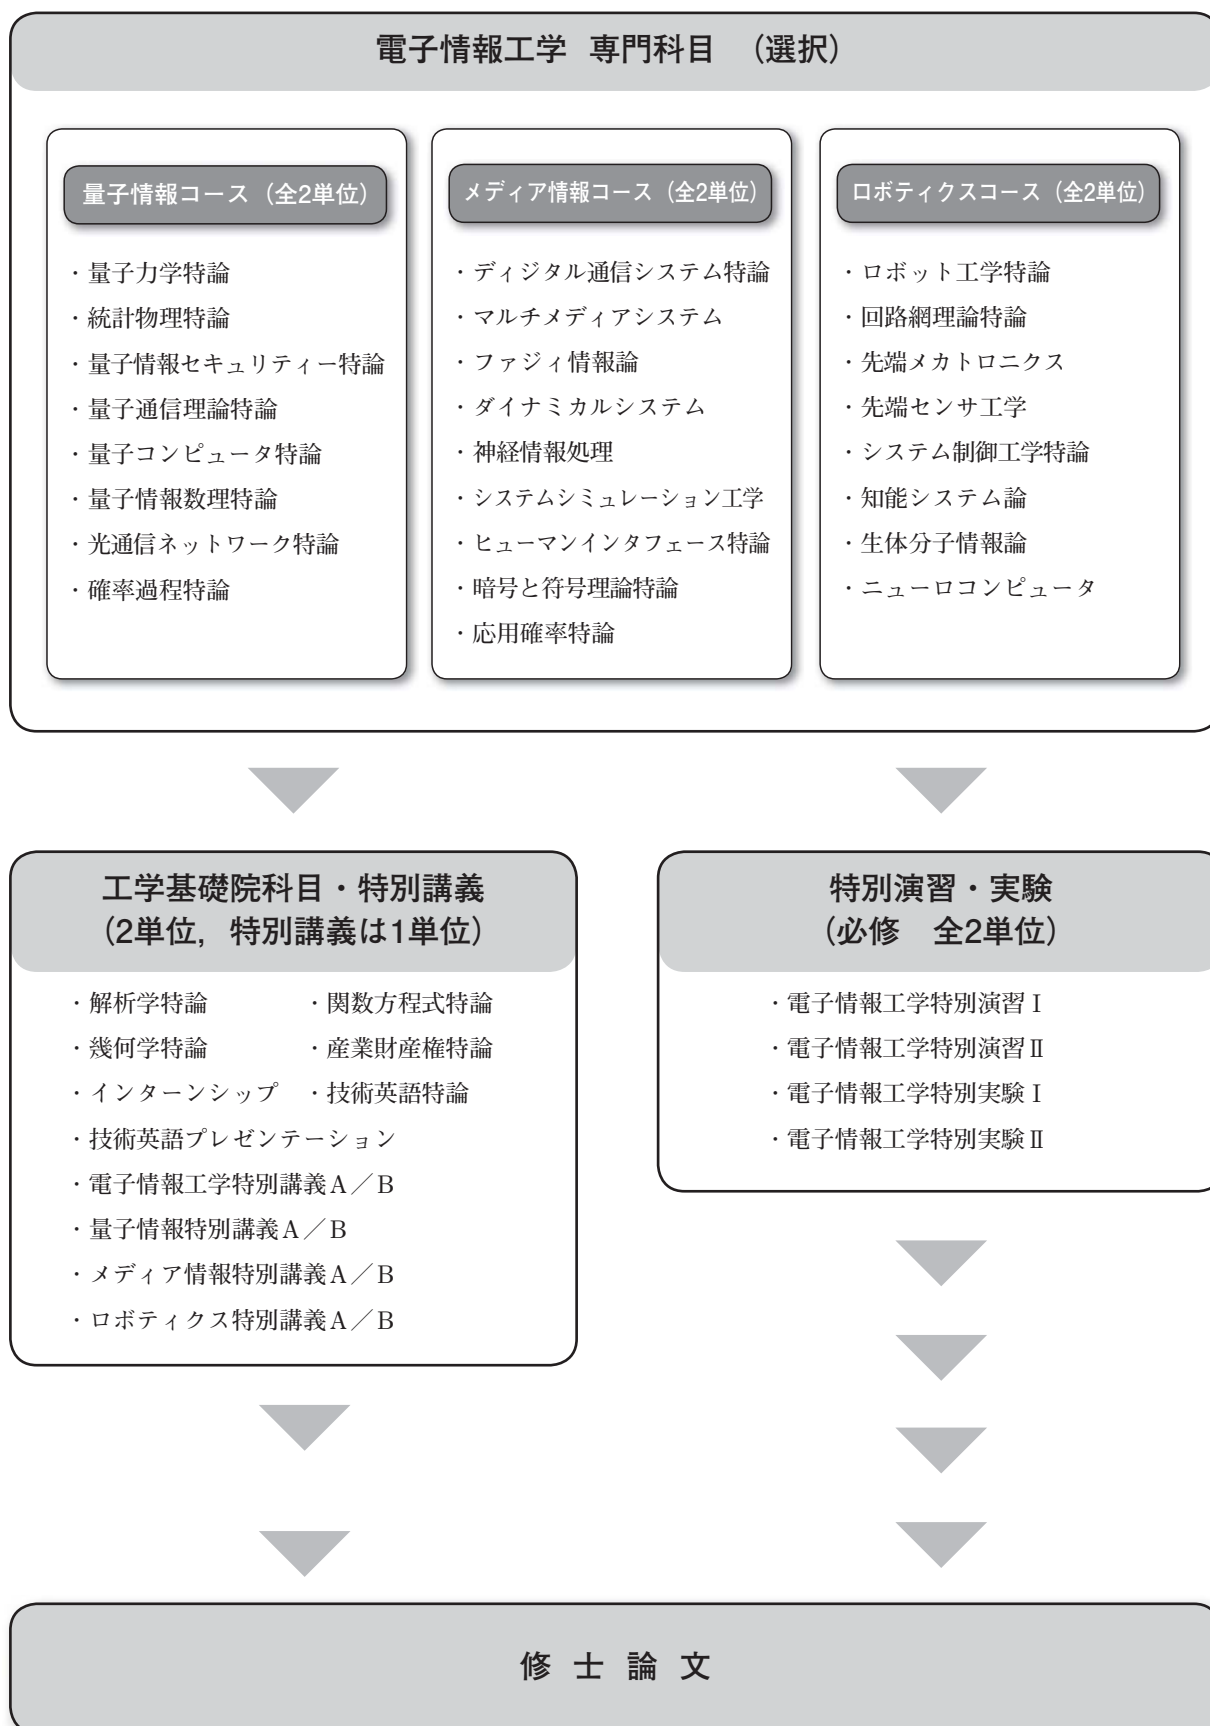 電子情報工学 専門科目 （選択）
量子情報コース（全2単位）
・量子力学特論
・統計物理特論
・量子情報セキュリティー特論
・量子通信理論特論
・量子コンピュータ特論
・量子情報数理特論
・光通信ネットワーク特論
・確率過程特論
メディア情報コース（全2単位）
・ディジタル通信システム特論
・マルチメディアシステム
・ファジィ情報論
・ダイナミカルシステム
・神経情報処理
・システムシミュレーション工学
・ヒューマンインタフェース特論
・暗号と符号理論特論
・応用確率特論
ロボティクスコース（全2単位）
・ロボット工学特論
・回路網理論特論
・先端メカトロニクス
・先端センサ工学
・システム制御工学特論
・知能システム論
・生体分子情報論
・ニューロコンピュータ
工学基礎院科目・特別講義
（2単位，特別講義は1単位）
・解析学特論 ・関数方程式特論
・幾何学特論 ・産業財産権特論
・インターンシップ ・技術英語特論
・技術英語プレゼンテーション
・電子情報工学特別講義A／B
・量子情報特別講義A／B
・メディア情報特別講義A／B
・ロボティクス特別講義A／B
特別演習・実験
（必修　全2単位）
・電子情報工学特別演習Ⅰ
・電子情報工学特別演習Ⅱ
・電子情報工学特別実験Ⅰ
・電子情報工学特別実験Ⅱ
修 士 論 文